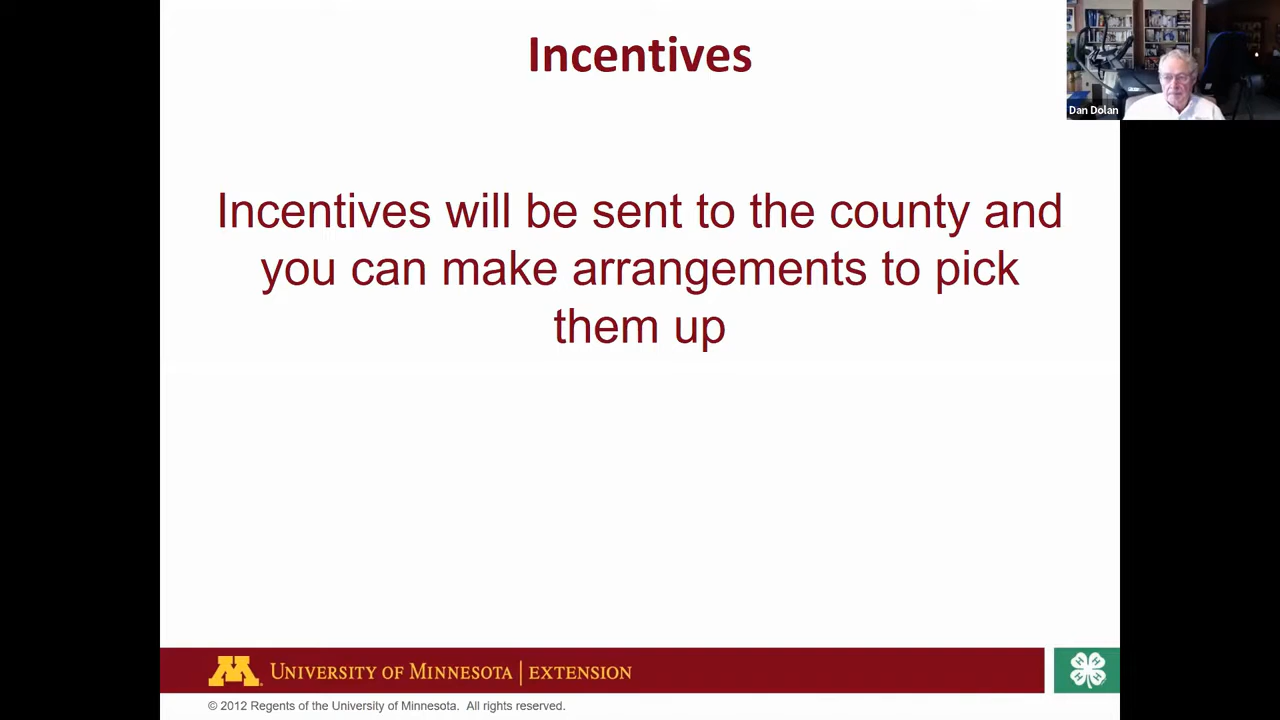 Incentives
Dan Dolan
Incentives will be sent to the county and
you can make arrangements to pick
them up
UNIVERSITY OF MINNESOTA | EXTENSION
© 2012 Regents of the University of Minnesota. All rights reserved.